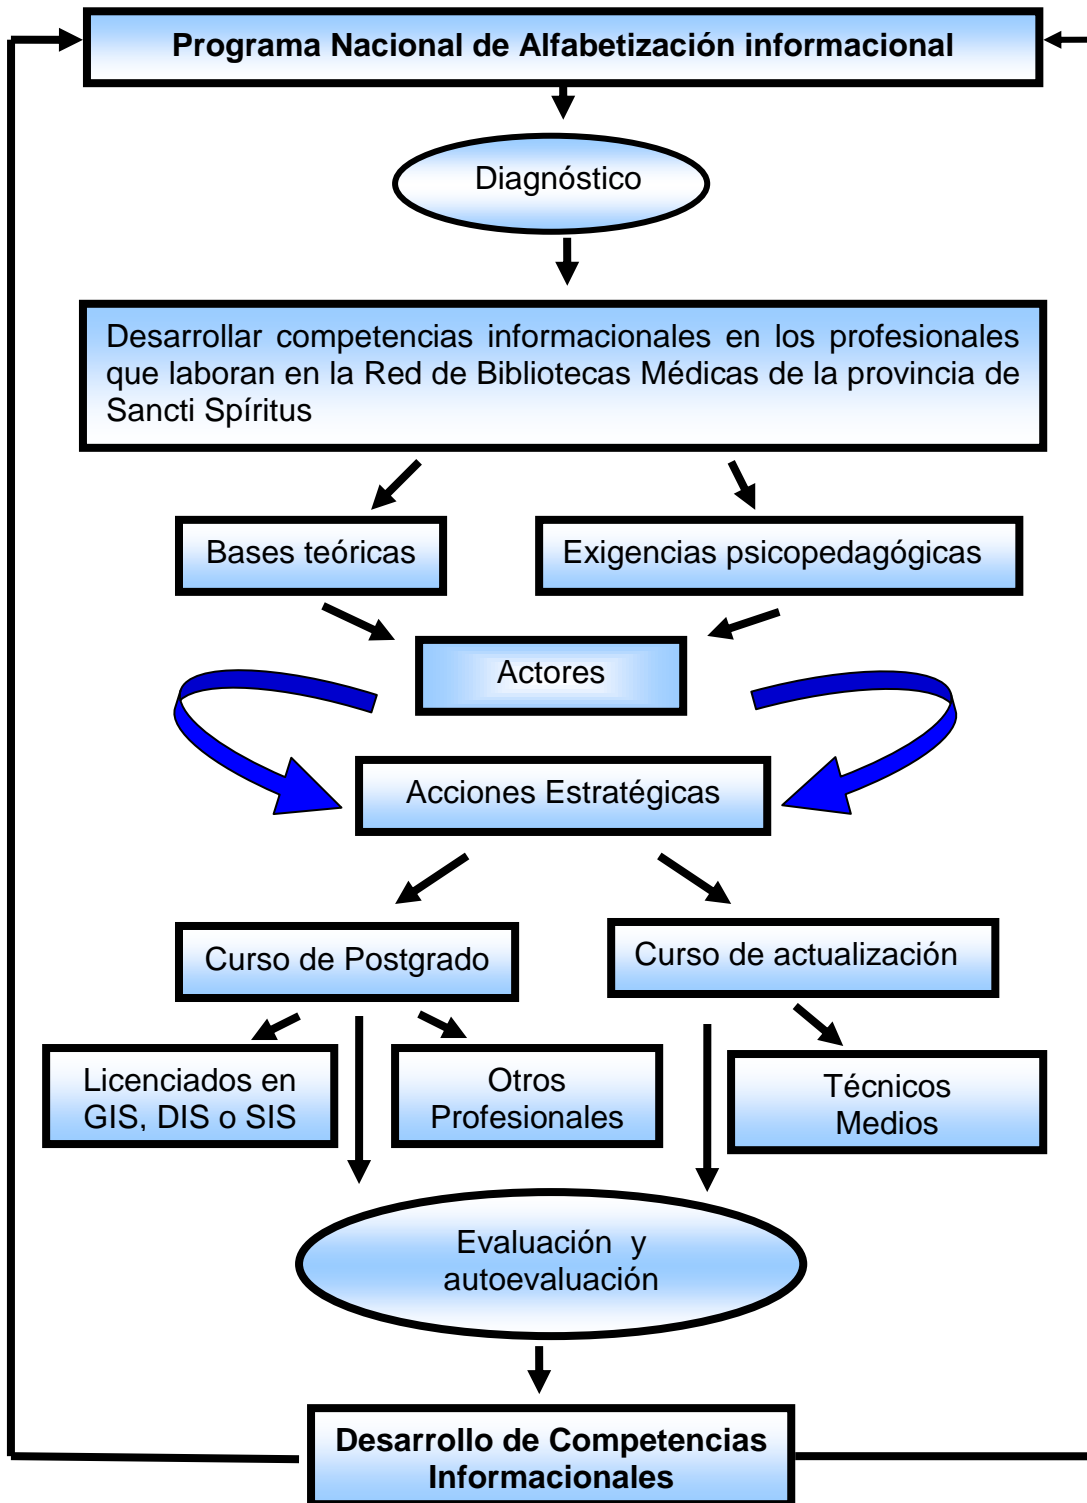 Programa Nacional de Alfabetización informacional
Diagnóstico
Desarrollar competencias informacionales en los profesionales
que laboran en la Red de Bibliotecas Médicas de la provincia de
Sancti Spíritus
Bases teóricas
Exigencias psicopedagógicas
Actores
Acciones Estratégicas
Curso de Postgrado
Curso de actualización
Licenciados en
GIS, DIS o SIS
Otros
Profesionales
Técnicos
Medios
Evaluación y
autoevaluación
Desarrollo de Competencias
Informacionales